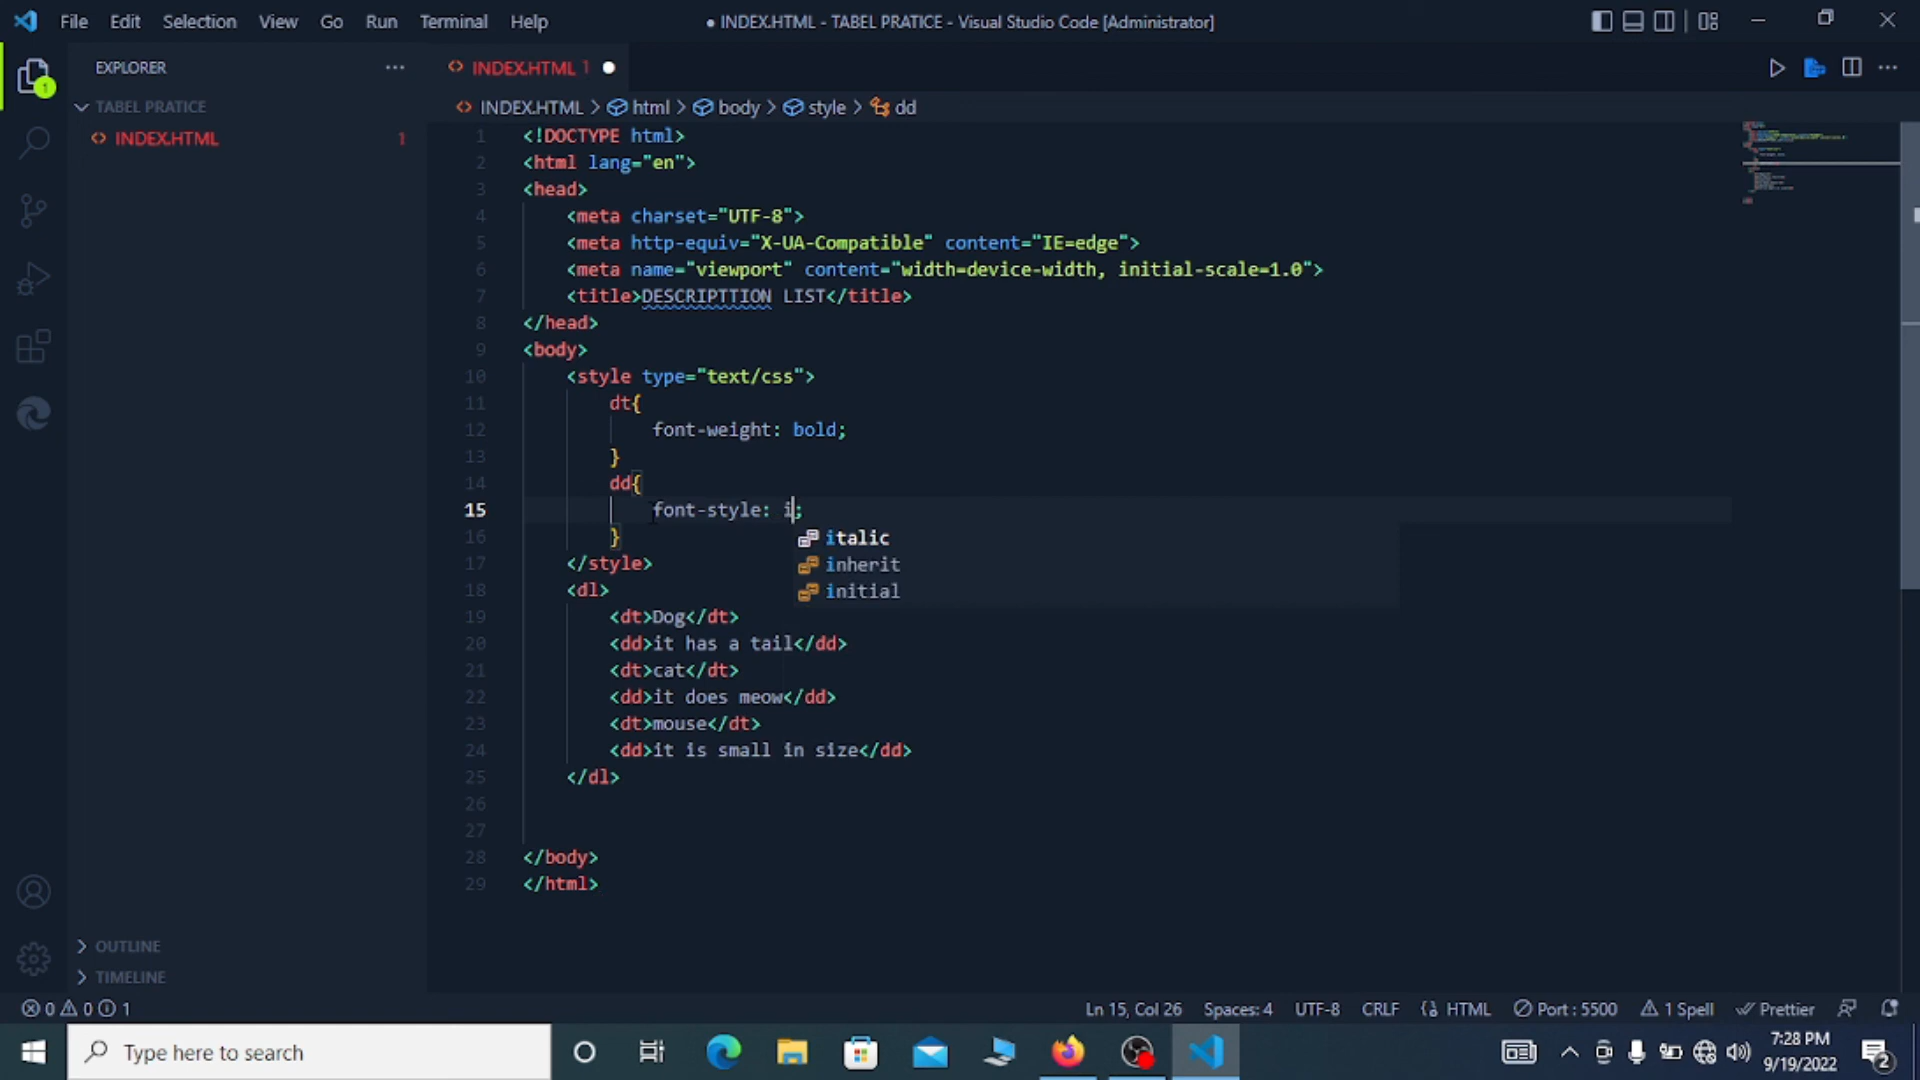 File Edit Selection View Go Run Terminal Help
● INDEX.HTML - TABEL PRATICE - Visual Studio Code [Administrator]
EXPLORER
TABEL PRATICE
INDEX.HTML 1
1
INDEX.HTML 1
INDEX.HTML > html > body > style > dd
1 <!DOCTYPE html>
2 <html lang="en">
3 <head>
4 <meta charset="UTF-8">
5 <meta http-equiv="X-UA-Compatible" content="IE=edge">
6 <meta name="viewport" content="width=device-width, initial-scale=1.0">
7 <title>DESCRIPTTION LIST</title>
8 </head>
9 <body>
10 <style type="text/css">
11 dt{
12 font-weight: bold;
13 }
14 dd{
15 font-style: i;
16 }
italic
17 </style>
inherit
18 <dl>
initial
19 <dt>Dog</dt>
20 <dd>it has a tail</dd>
21 <dt>cat</dt>
22 <dd>it does meow</dd>
23 <dt>mouse</dt>
24 <dd>it is small in size</dd>
25 </dl>
26
27
28 </body>
29 </html>
OUTLINE
TIMELINE
0 0 1
Ln 15, Col 26 Spaces: 4 UTF-8 CRLF HTML Port : 5500 1 Spell Prettier
Type here to search
7:28 PM
9/19/2022
2